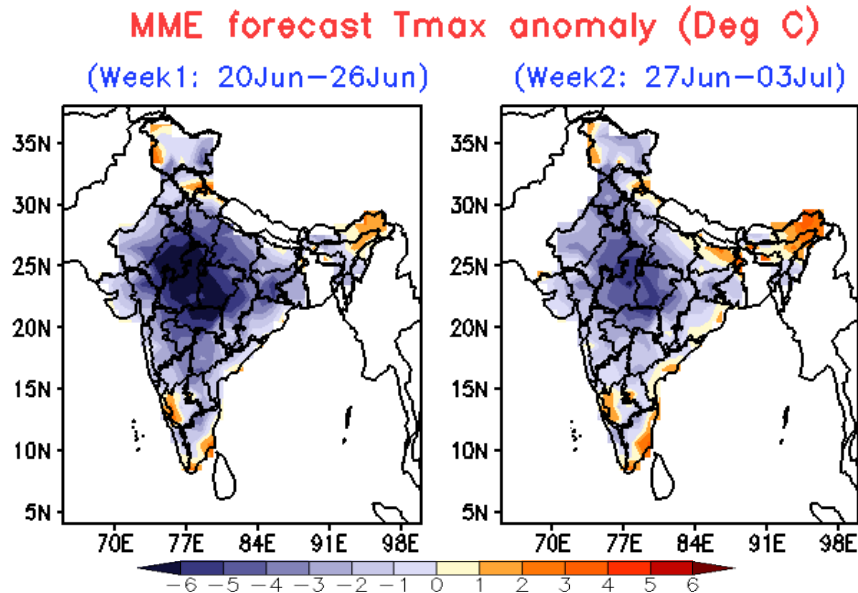 MME forecast Tmax anomaly (Deg C)
(Week1: 20Jun−26Jun)
(Week2: 27Jun−03Jul)
35N
30N
25N
20N
15N
10N
5N
70E 77E 84E 91E 98E
35N
30N
25N
20N
15N
10N
5N
70E 77E 84E 91E 98E
−6 −5 −4 −3 −2 −1 0 1 2 3 4 5 6